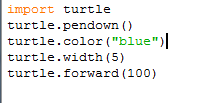 import turtle
turtle.pendown()
turtle.color("blue")
turtle.width(5)
turtle.forward(100)